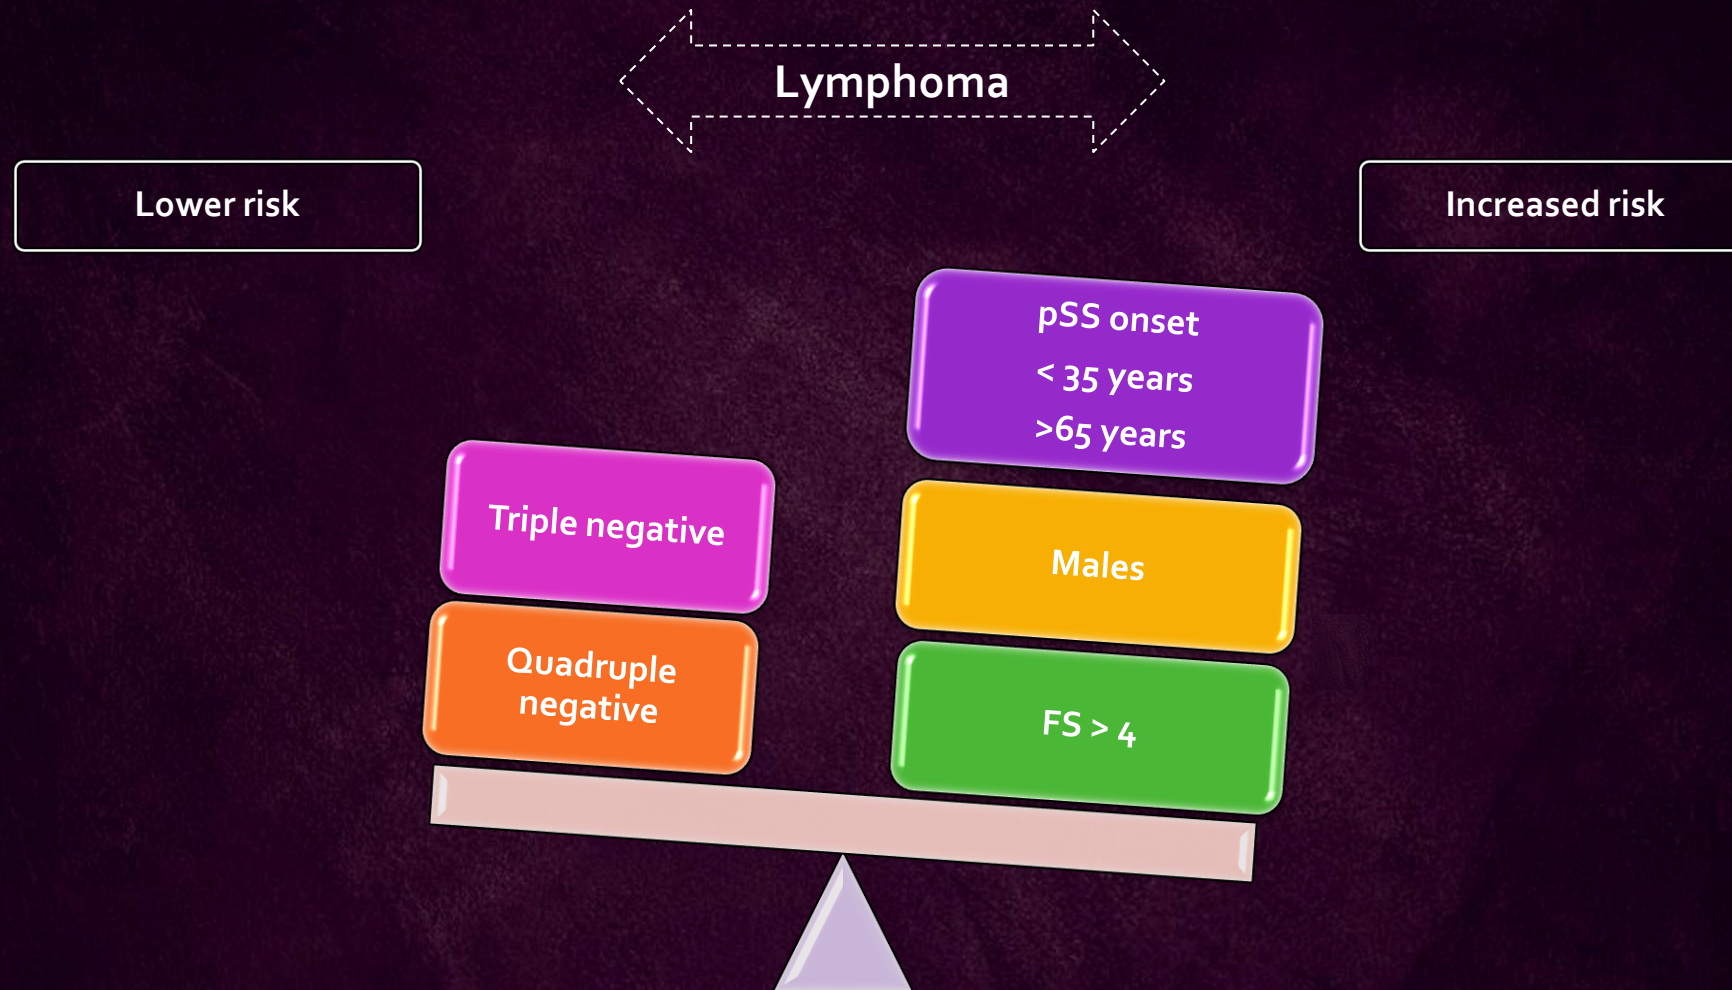 Lymphoma
Lower risk
Increased risk
pSS onset
< 35 years
>65 years
Triple negative
Males
Quadruple
negative
FS > 4